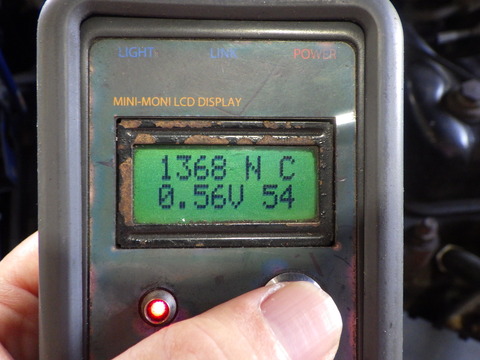 LIGHT LINE POWER
MINI-MONI LCD DISPLAY
1368 N C
0.56V 54